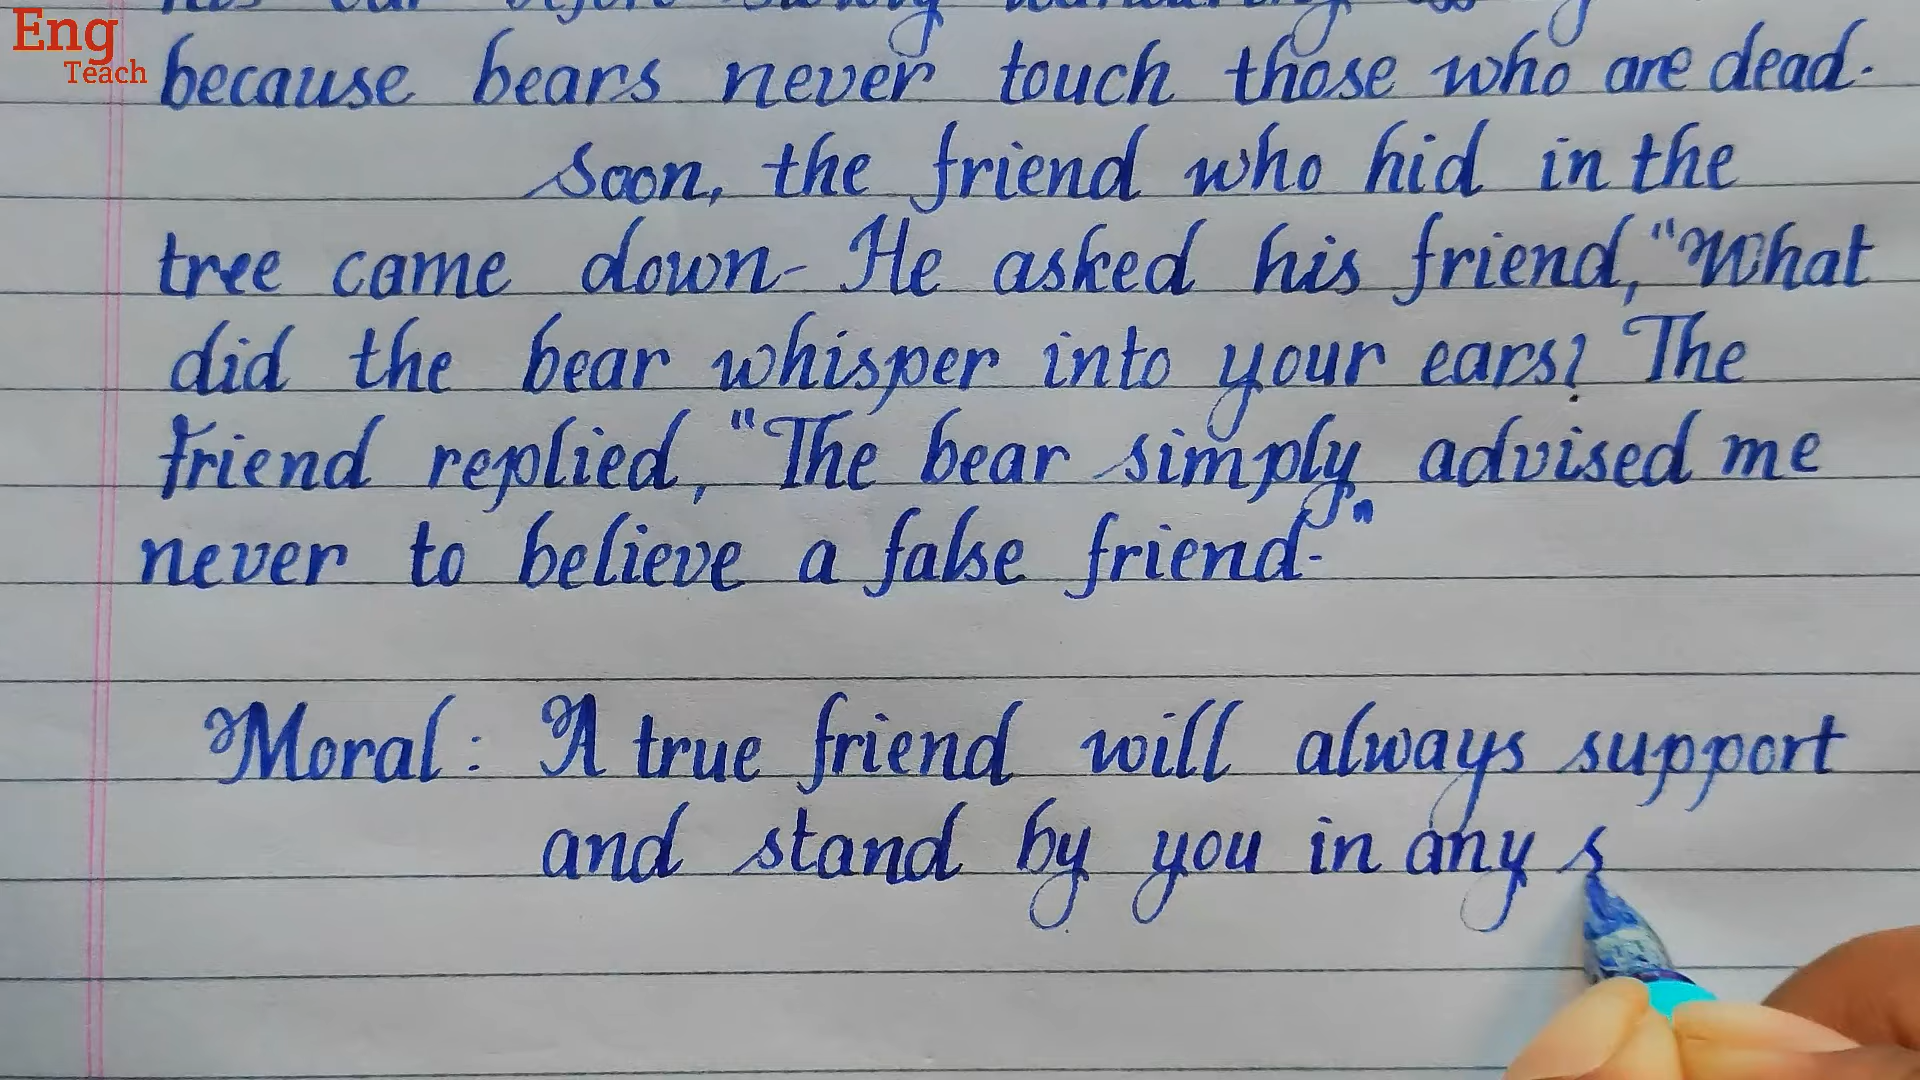 Eng
Teach
because bears never touch those who are dead.
Soon, the friend who hid in the
tree came down. He asked his friend, "What
did the bear whisper into your ears? The
friend replied, "The bear simply advised me
never to believe a false friend."
Moral: A true friend will always support
and stand by you in any s